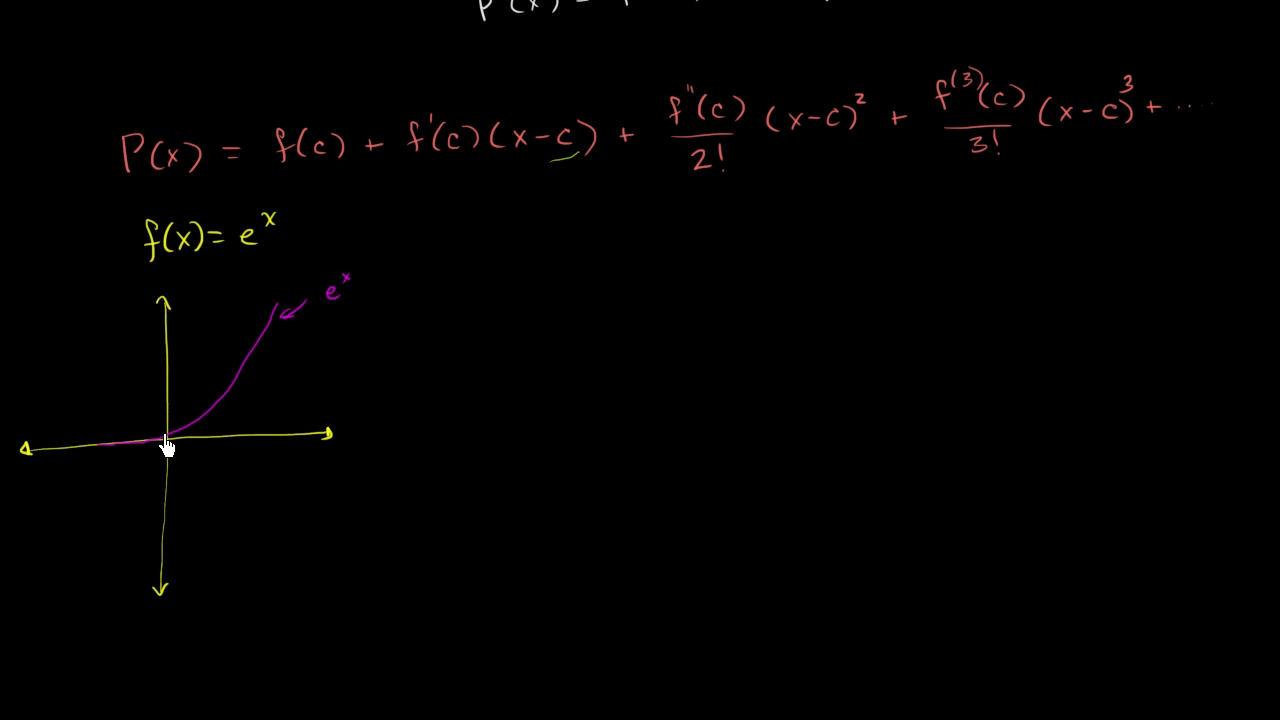 P(x) =
P(x) = f(c) + f'(c)(x-c) + f''(c)/2! (x-c)² + f⁽³⁾(c)/3! (x-c)³ + ....
f(x) = eˣ
eˣ